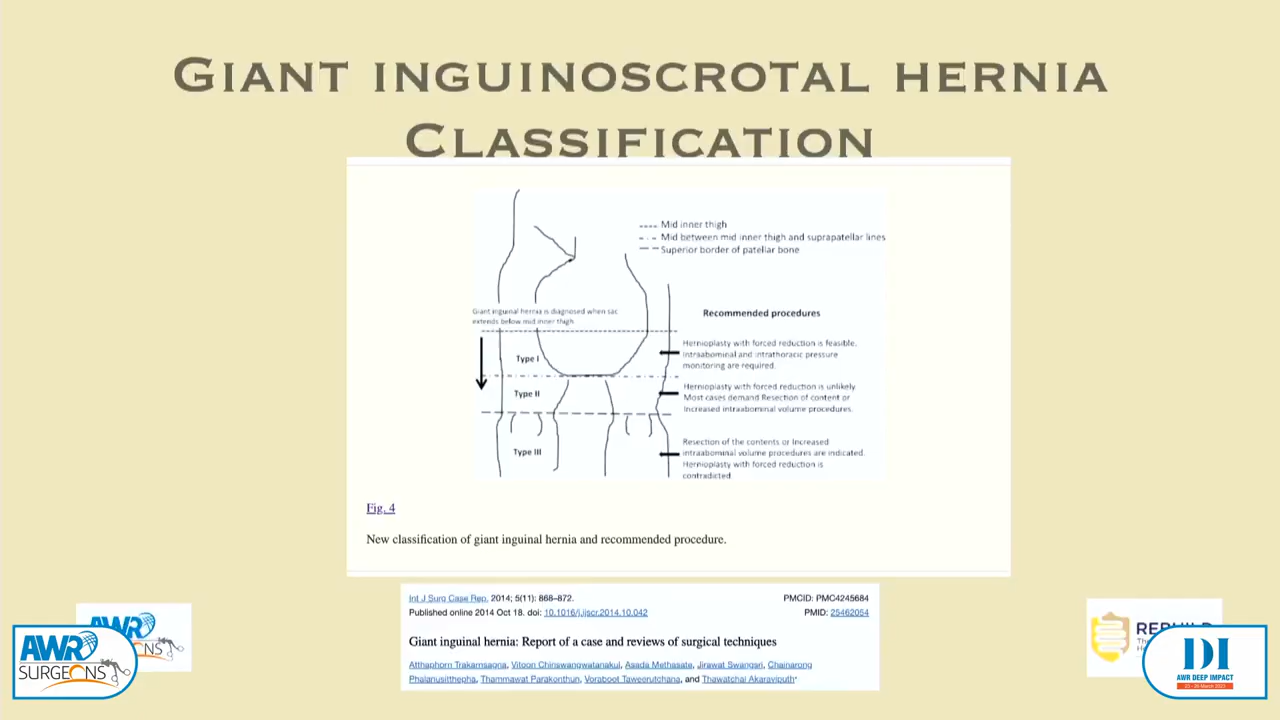 GIANT INGUINOSCROTAL HERNIA
CLASSIFICATION
Mid inner thigh
Mid between mid inner thigh and suprapatellar lines
Superior border of patellar bone
Giant inguinal hernia is diagnosed when sac
extends below mid inner thigh
Recommended procedures
Type I
Hernioplasty with forced reduction is feasible.
Intraabominal and intrathoracic pressure
monitoring are required.
Type II
Hernioplasty with forced reduction is unlikely
Most cases demand Resection of content or
Increased intraabominal volume procedures.
Type III
Resection of the contents or Increased
intraabominal volume procedures are indicated.
Hernioplasty with forced reduction is
contradicted
Fig. 4
New classification of giant inguinal hernia and recommended procedure.
Int J Surg Case Rep. 2014; 5(11): 868–872.
PMCID: PMC4245684
Published online 2014 Oct 18. doi: 10.1016/j.ijscr.2014.10.042
PMID: 25462054
Giant inguinal hernia: Report of a case and reviews of surgical techniques
Atthaphorn Trakarnsagna, Vitoon Chinswangwatanakul, Asada Methasate, Jirawat Swangsri, Chainarong
Phalanusitthepha, Thammawat Parakonthun, Voraboot Taweerutchana, and Thawatchai Akaraviputh*
AWR
SURGEONS
DI
AWR DEEP IMPACT